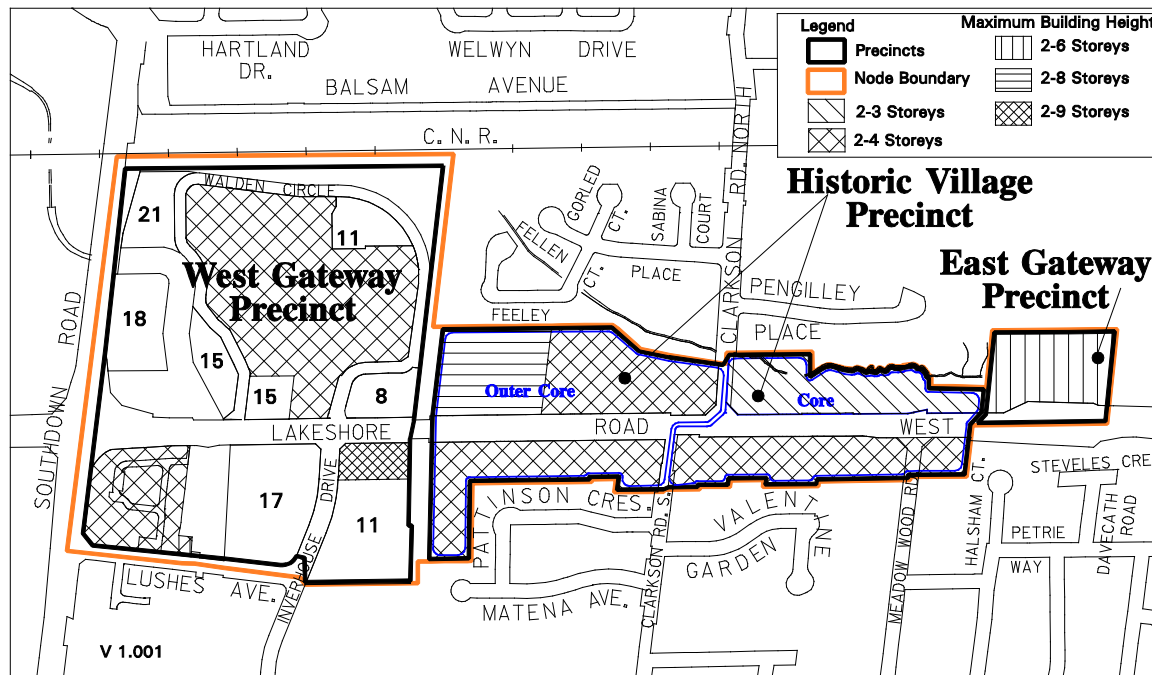 HARTLAND
DR.
WELWYN DRIVE
BALSAM AVENUE
C.N.R.
Legend
Precincts
Node Boundary
2-3 Storeys
2-4 Storeys
Maximum Building Height
2-6 Storeys
2-8 Storeys
2-9 Storeys
CLARKSON RD. NORTH
Historic Village
Precinct
East Gateway
Precinct
West Gateway
Precinct
WALDEN CIRCLE
21
11
18
15
15
8
GORLED
CT.
SABINA
COURT
FELLEN
CT.
PLACE
FEELEY
PENGILLEY
PLACE
SOUTHDOWN ROAD
Outer Core
Core
LAKESHORE ROAD WEST
17
11
INVERHOUSE DRIVE
LUSHES AVE.
PATT
NSON CRES.
CLARKSON RD. S.
VALENT
NE
GARDEN
MATENA AVE.
MEADOW WOOD RD
HALSHAM CT.
STEVELES CRE
PETRIE
WAY
DAVECATH
ROAD
V 1.001